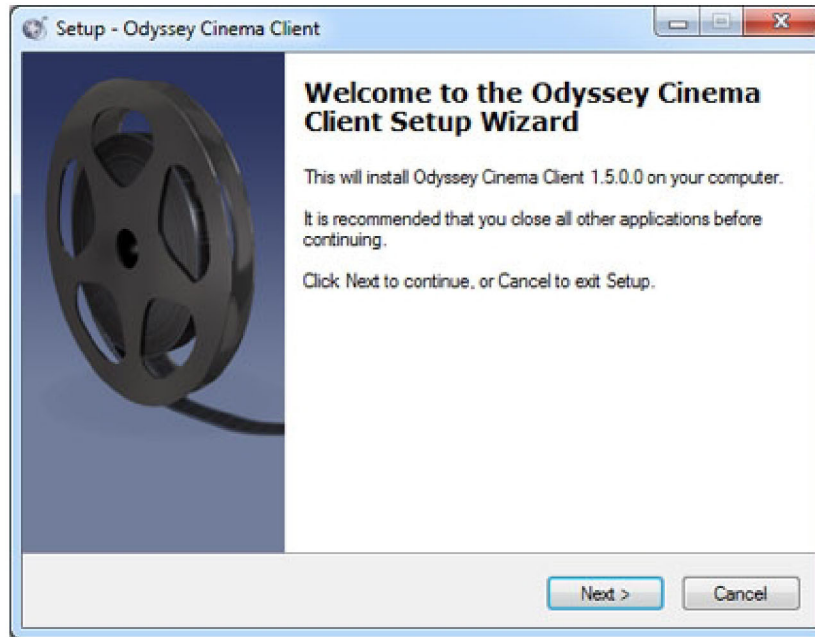 Setup - Odyssey Cinema Client
Welcome to the Odyssey Cinema
Client Setup Wizard
This will install Odyssey Cinema Client 1.5.0.0 on your computer.
It is recommended that you close all other applications before
continuing.
Click Next to continue, or Cancel to exit Setup.
Next >
Cancel